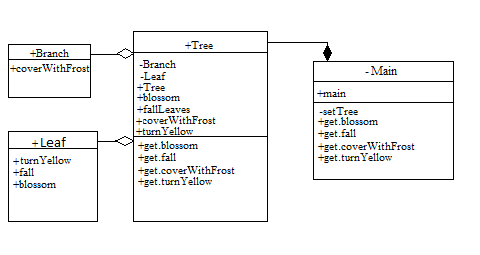 +Branch
+coverWithFrost
+Leaf
+turnYellow
+fall
+blossom
+Tree
-Branch
-Leaf
+Tree
+blossom
+fallLeaves
+coverWithFrost
+turnYellow
+get.blossom
+get.fall
+get.coverWithFrost
+get.turnYellow
-Main
+main
-setTree
+get.blossom
+get.fall
+get.coverWithFrost
+get.turnYellow